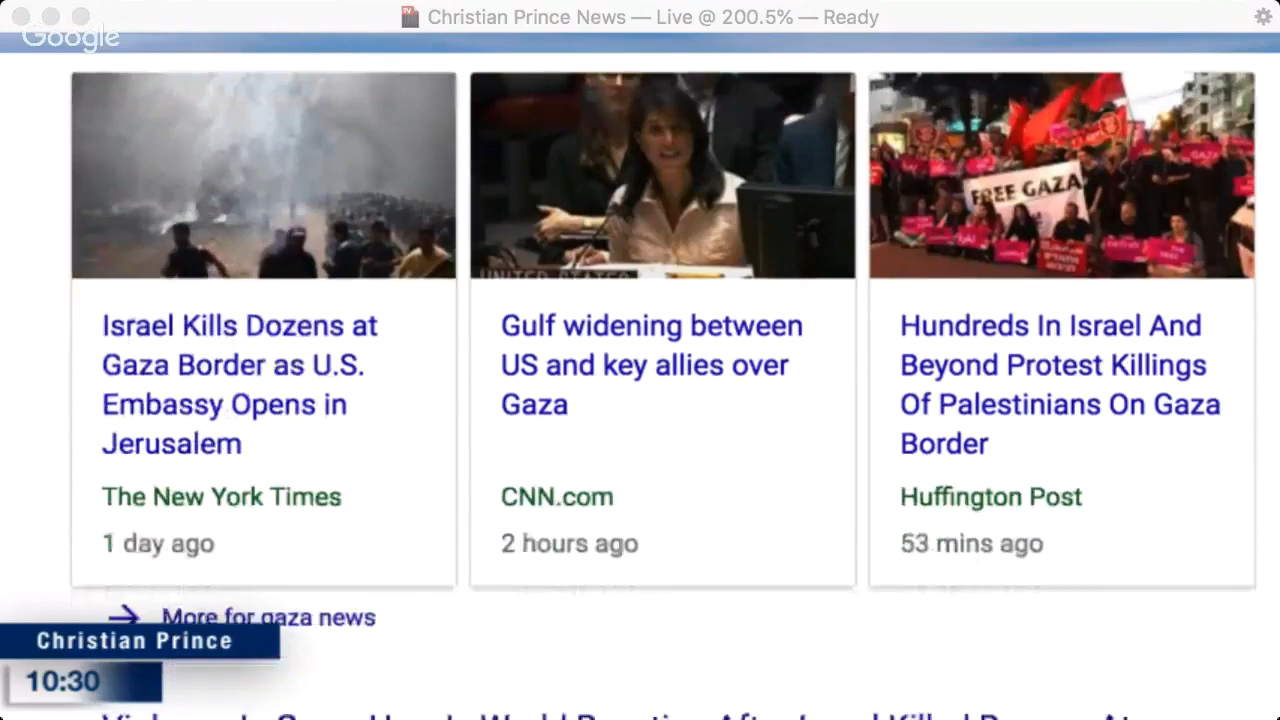 Christian Prince News — Live @ 200.5% — Ready
Google
UNITED STATES
FREE GAZA
Israel Kills Dozens at
Gaza Border as U.S.
Embassy Opens in
Jerusalem
The New York Times
1 day ago
Gulf widening between
US and key allies over
Gaza
CNN.com
2 hours ago
Hundreds In Israel And
Beyond Protest Killings
Of Palestinians On Gaza
Border
Huffington Post
53 mins ago
More for gaza news
Christian Prince
10:30